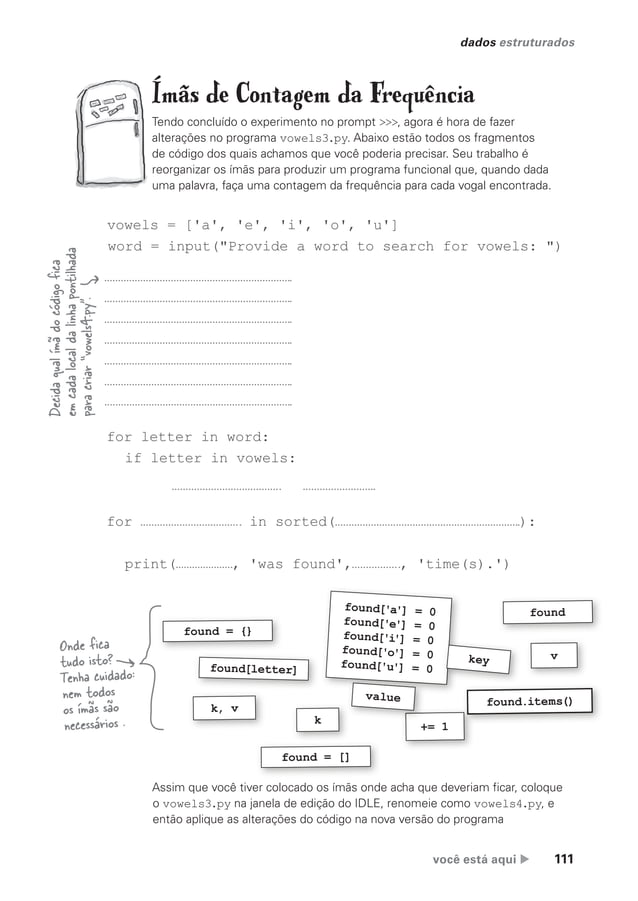 dados estruturados
Ímãs de Contagem da Frequência
Tendo concluído o experimento no prompt >>>, agora é hora de fazer
alterações no programa vowels3.py. Abaixo estão todos os fragmentos
de código dos quais achamos que você poderia precisar. Seu trabalho é
reorganizar os ímãs para produzir um programa funcional que, quando dada
uma palavra, faça uma contagem da frequência para cada vogal encontrada.
vowels = ['a', 'e', 'i', 'o', 'u']
word = input("Provide a word to search for vowels: ")
Decida qual ímã do código fica
em cada local da linha pontilhada
para criar "vowels4.py".
for letter in word:
if letter in vowels:
for ........ in sorted(........):
print(........, 'was found',........, 'time(s).')
Onde fica
tudo isto?
Tenha cuidado:
nem todos
os ímãs são
necessários.
found = {}
found['a'] = 0
found['e'] = 0
found['i'] = 0
found['o'] = 0
found['u'] = 0
found
found[letter]
key
v
value
found.items()
k, v
k
+= 1
found = []
Assim que você tiver colocado os ímãs onde acha que deveriam ficar, coloque
o vowels3.py na janela de edição do IDLE, renomeie como vowels4.py, e
então aplique as alterações do código na nova versão do programa
você está aqui ▶ 111